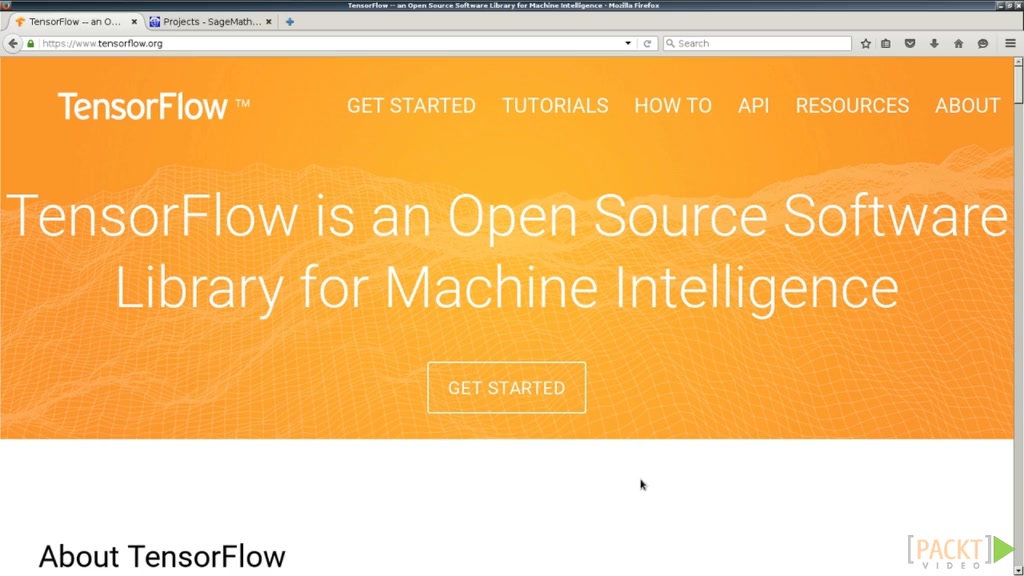 TensorFlow -- an Open Source Software Library for Machine Intelligence - Mozilla Firefox
TensorFlow -- an O... Projects - SageMath...
https://www.tensorflow.org Search
TensorFlow™ GET STARTED TUTORIALS HOW TO API RESOURCES ABOUT
TensorFlow is an Open Source Software
Library for Machine Intelligence
GET STARTED
About TensorFlow
[PACKT]
VIDEO